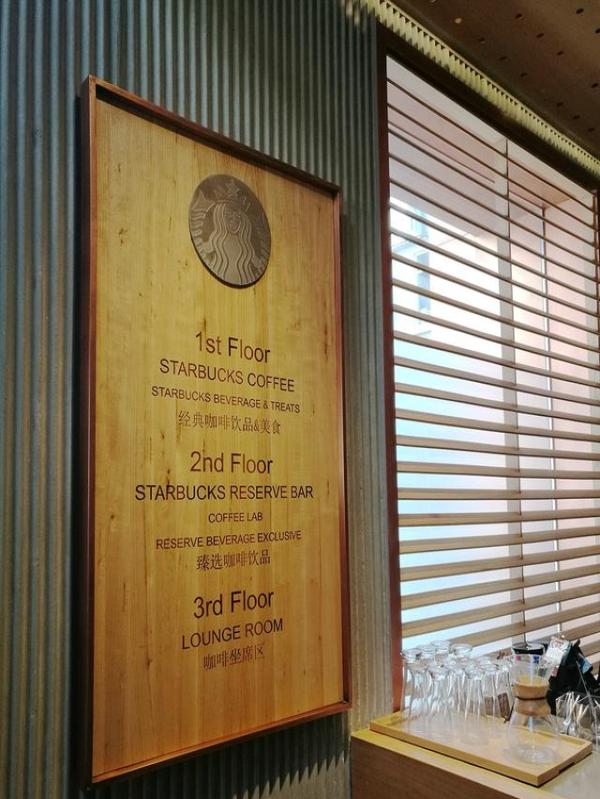 1st Floor
STARBUCKS COFFEE
STARBUCKS BEVERAGE & TREATS
经典咖啡饮品&美食
2nd Floor
STARBUCKS RESERVE BAR
COFFEE LAB
RESERVE BEVERAGE EXCLUSIVE
臻选咖啡饮品
3rd Floor
LOUNGE ROOM
咖啡坐席区